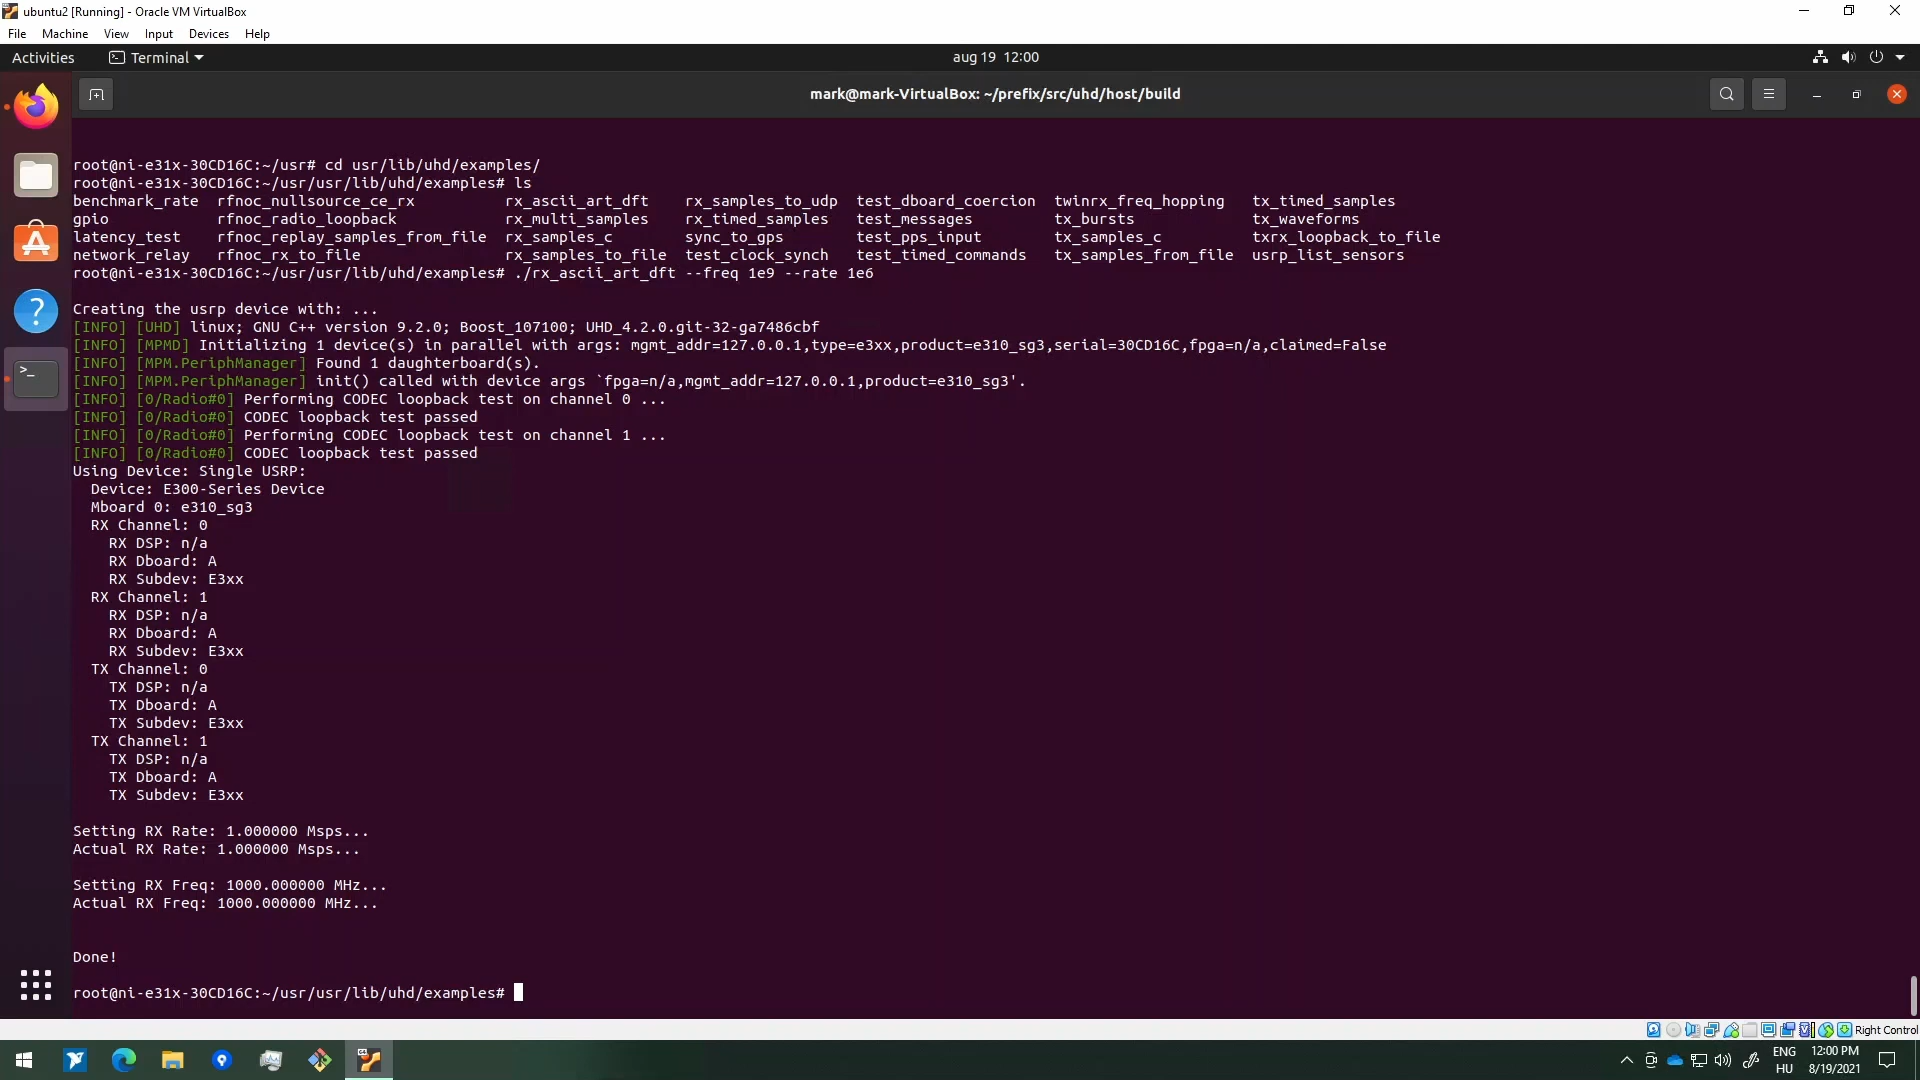 ubuntu2 [Running] - Oracle VM VirtualBox
File Machine View Input Devices Help
Activities Terminal aug 19 12:00
mark@mark-VirtualBox: ~/prefix/src/uhd/host/build
root@ni-e31x-30CD16C:~/usr# cd usr/lib/uhd/examples/
root@ni-e31x-30CD16C:~/usr/usr/lib/uhd/examples# ls
benchmark_rate rfnoc_nullsource_ce_rx rx_ascii_art_dft rx_samples_to_udp test_dboard_coercion twinrx_freq_hopping tx_timed_samples
gpio rfnoc_radio_loopback rx_multi_samples rx_timed_samples test_messages tx_bursts tx_waveforms
latency_test rfnoc_replay_samples_from_file rx_samples_c sync_to_gps test_pps_input tx_samples_c txrx_loopback_to_file
network_relay rfnoc_rx_to_file rx_samples_to_file test_clock_synch test_timed_commands tx_samples_from_file usrp_list_sensors
root@ni-e31x-30CD16C:~/usr/usr/lib/uhd/examples# ./rx_ascii_art_dft --freq 1e9 --rate 1e6
Creating the usrp device with: ...
[INFO] [UHD] linux; GNU C++ version 9.2.0; Boost_107100; UHD_4.2.0.git-32-ga7486cbf
[INFO] [MPMD] Initializing 1 device(s) in parallel with args: mgmt_addr=127.0.0.1,type=e3xx,product=e310_sg3,serial=30CD16C,fpga=n/a,claimed=False
[INFO] [MPM.PeriphManager] Found 1 daughterboard(s).
[INFO] [MPM.PeriphManager] init() called with device args `fpga=n/a,mgmt_addr=127.0.0.1,product=e310_sg3'.
[INFO] [0/Radio#0] Performing CODEC loopback test on channel 0 ...
[INFO] [0/Radio#0] CODEC loopback test passed
[INFO] [0/Radio#0] Performing CODEC loopback test on channel 1 ...
[INFO] [0/Radio#0] CODEC loopback test passed
Using Device: Single USRP:
Device: E300-Series Device
Mboard 0: e310_sg3
RX Channel: 0
RX DSP: n/a
RX Dboard: A
RX Subdev: E3xx
RX Channel: 1
RX DSP: n/a
RX Dboard: A
RX Subdev: E3xx
TX Channel: 0
TX DSP: n/a
TX Dboard: A
TX Subdev: E3xx
TX Channel: 1
TX DSP: n/a
TX Dboard: A
TX Subdev: E3xx
Setting RX Rate: 1.000000 Msps...
Actual RX Rate: 1.000000 Msps...
Setting RX Freq: 1000.000000 MHz...
Actual RX Freq: 1000.000000 MHz...
Done!
root@ni-e31x-30CD16C:~/usr/usr/lib/uhd/examples#
Right Control
ENG 12:00 PM
HU 8/19/2021